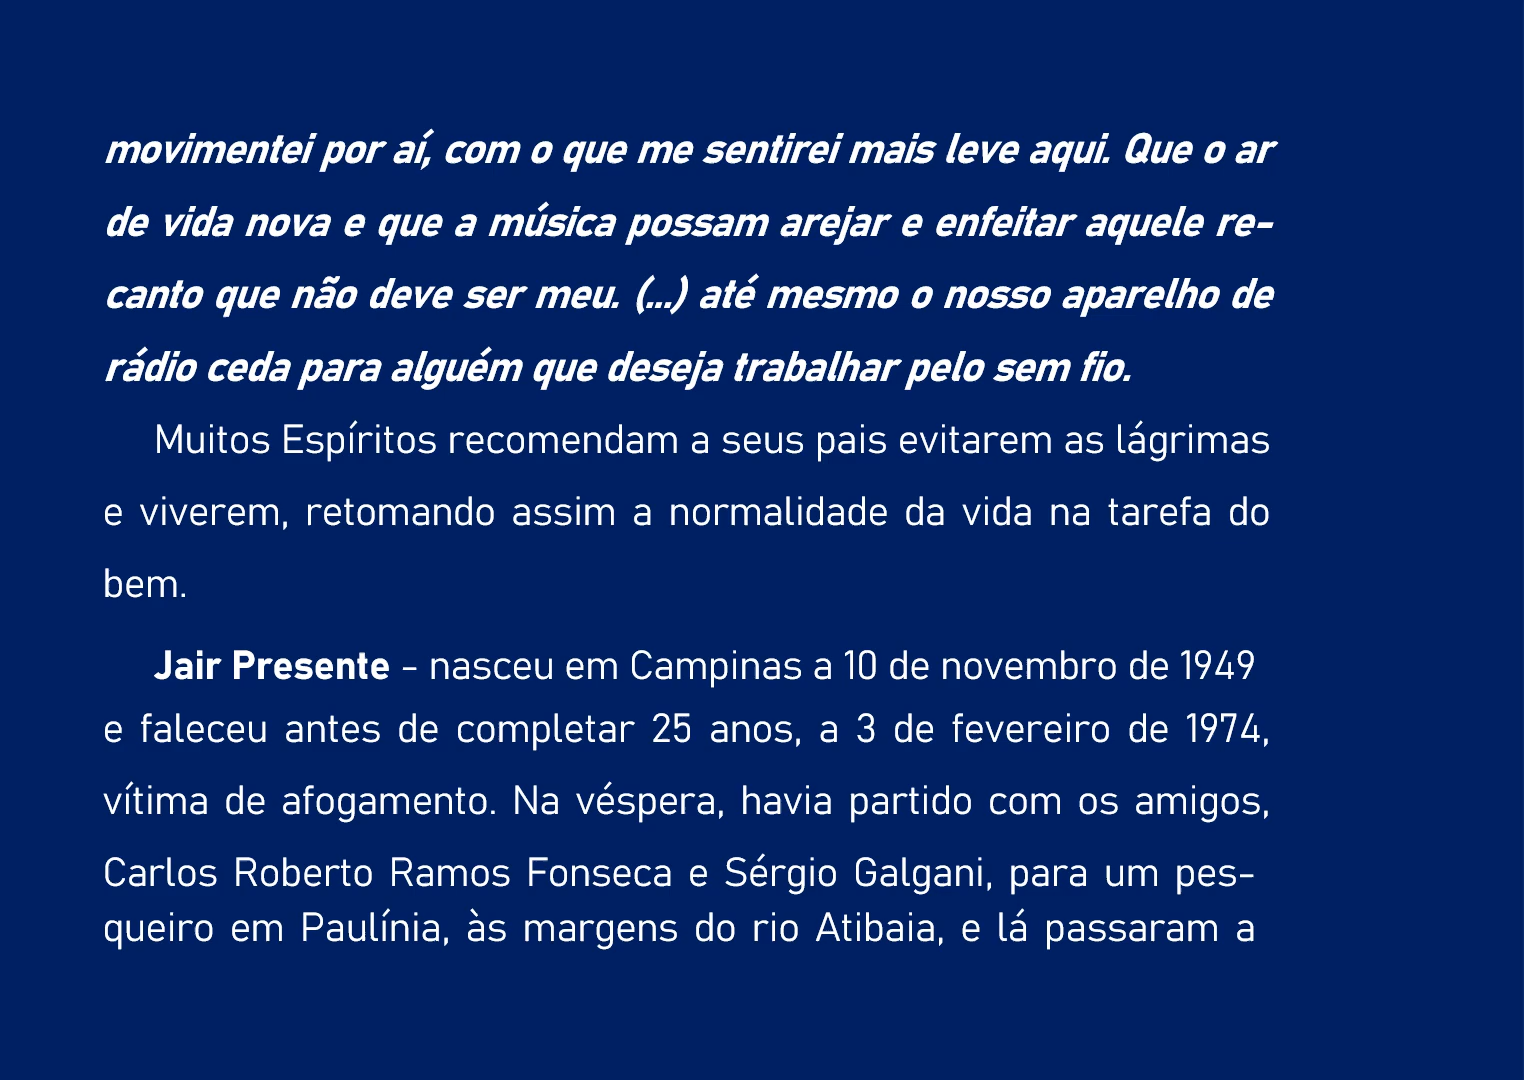 movimentei por aí, com o que me sentirei mais leve aqui. Que o ar
de vida nova e que a música possam arejar e enfeitar aquele re-
canto que não deve ser meu. (...) até mesmo o nosso aparelho de
rádio ceda para alguém que deseja trabalhar pelo sem fio.
Muitos Espíritos recomendam a seus pais evitarem as lágrimas
e viverem, retomando assim a normalidade da vida na tarefa do
bem.
Jair Presente - nasceu em Campinas a 10 de novembro de 1949
e faleceu antes de completar 25 anos, a 3 de fevereiro de 1974,
vítima de afogamento. Na véspera, havia partido com os amigos,
Carlos Roberto Ramos Fonseca e Sérgio Galgani, para um pes-
queiro em Paulínia, às margens do rio Atibaia, e lá passaram a